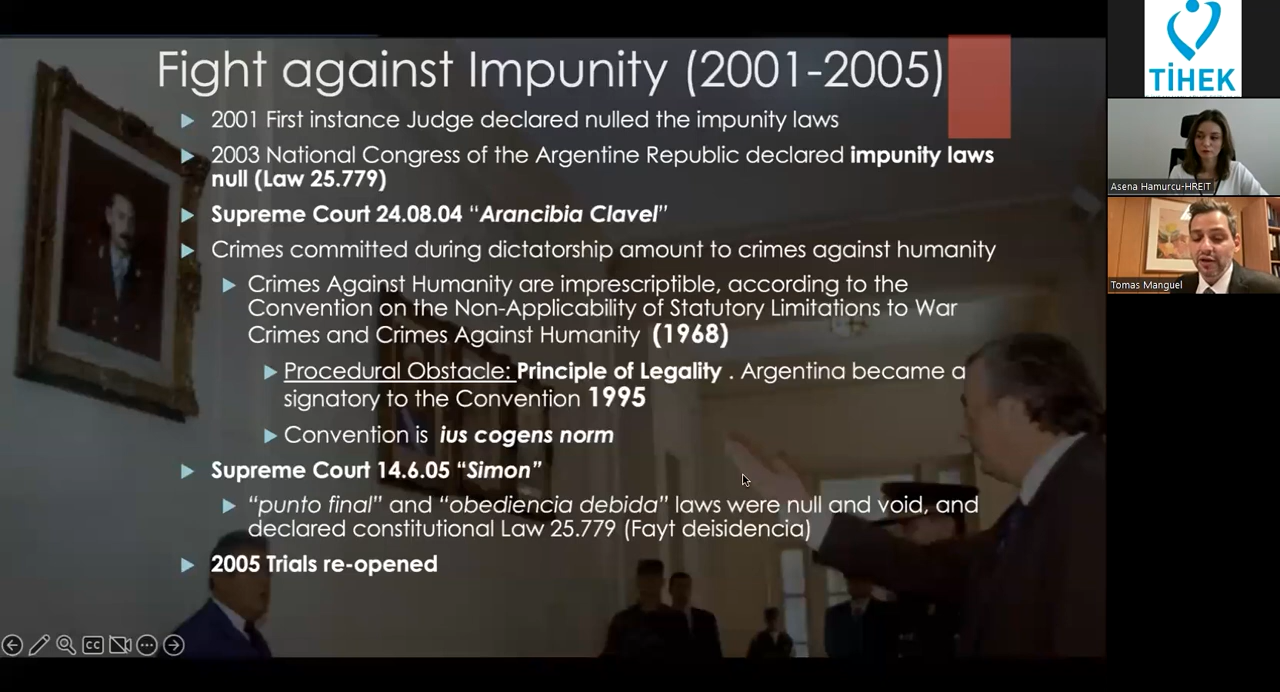 Fight against Impunity (2001-2005)
▶ 2001 First instance Judge declared nulled the impunity laws
▶ 2003 National Congress of the Argentine Republic declared impunity laws
null (Law 25.779)
▶ Supreme Court 24.08.04 “Arancibia Clavel”
▶ Crimes committed during dictatorship amount to crimes against humanity
▶ Crimes Against Humanity are imprescriptible, according to the
Convention on the Non-Applicability of Statutory Limitations to War
Crimes and Crimes Against Humanity (1968)
▶ Procedural Obstacle: Principle of Legality . Argentina became a
signatory to the Convention 1995
▶ Convention is ius cogens norm
▶ Supreme Court 14.6.05 “Simon”
▶ “punto final” and “obediencia debida” laws were null and void, and
declared constitutional Law 25.779 (Fayt deisidencia)
▶ 2005 Trials re-opened
CC
TİHEK
Asena Hamurcu-HREIT
Tomas Manguel